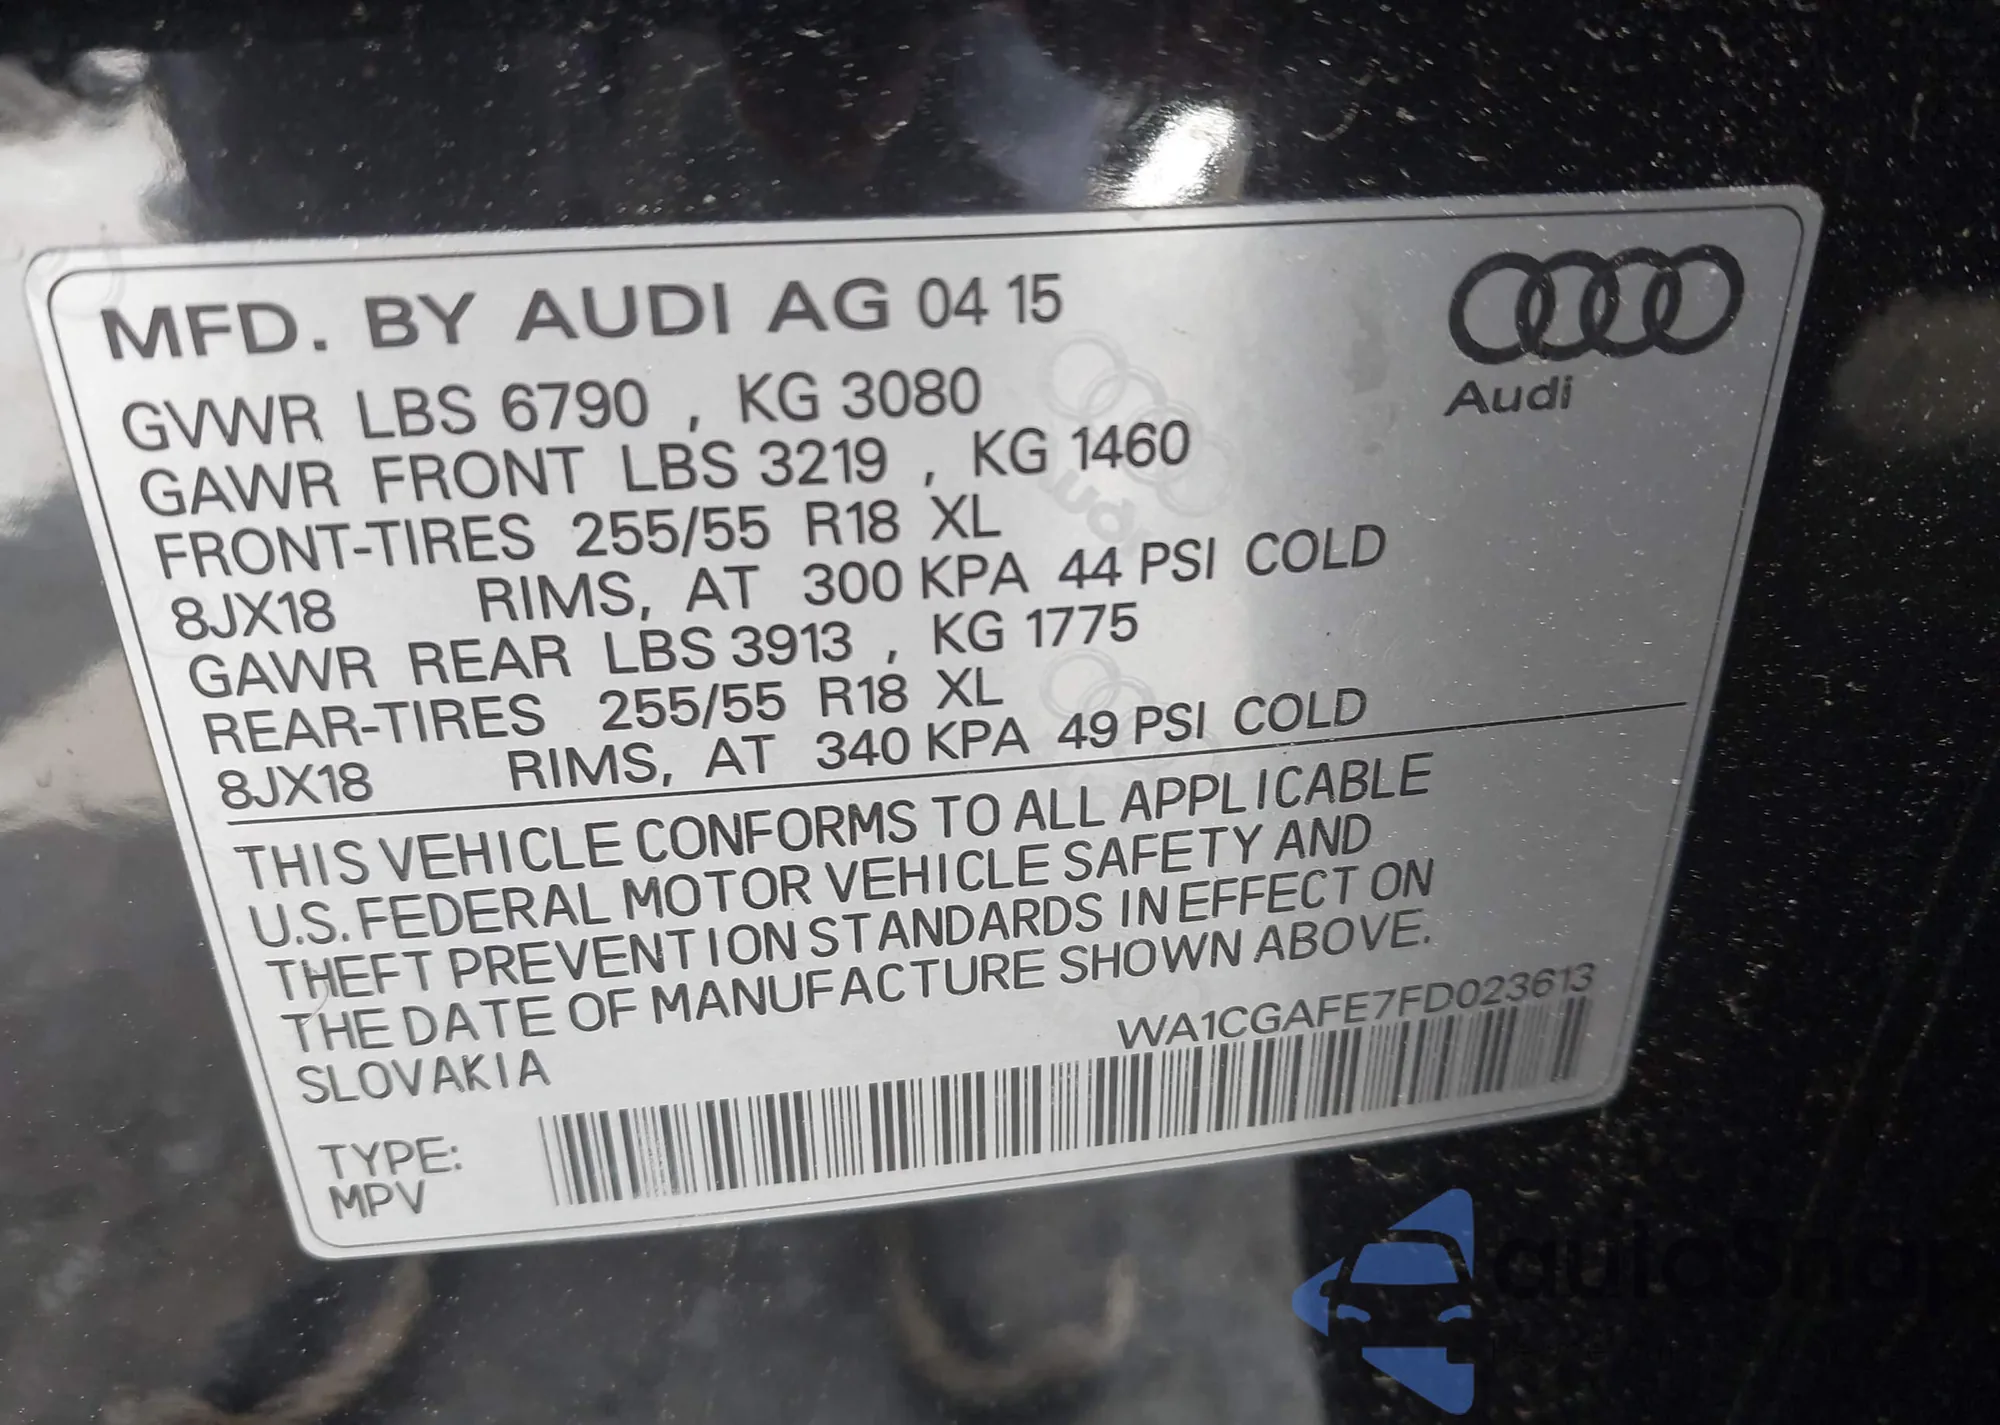 MFD. BY AUDI AG 04 15
Audi
GVWR LBS 6790 , KG 3080
GAWR FRONT LBS 3219 , KG 1460
FRONT-TIRES 255/55 R18 XL
8JX18 RIMS, AT 300 KPA 44 PSI COLD
GAWR REAR LBS 3913 , KG 1775
REAR-TIRES 255/55 R18 XL
8JX18 RIMS, AT 340 KPA 49 PSI COLD
THIS VEHICLE CONFORMS TO ALL APPLICABLE
U.S. FEDERAL MOTOR VEHICLE SAFETY AND
THEFT PREVENTION STANDARDS IN EFFECT ON
THE DATE OF MANUFACTURE SHOWN ABOVE.
SLOVAKIA
WA1CGAFE7FD023613
TYPE:
MPV